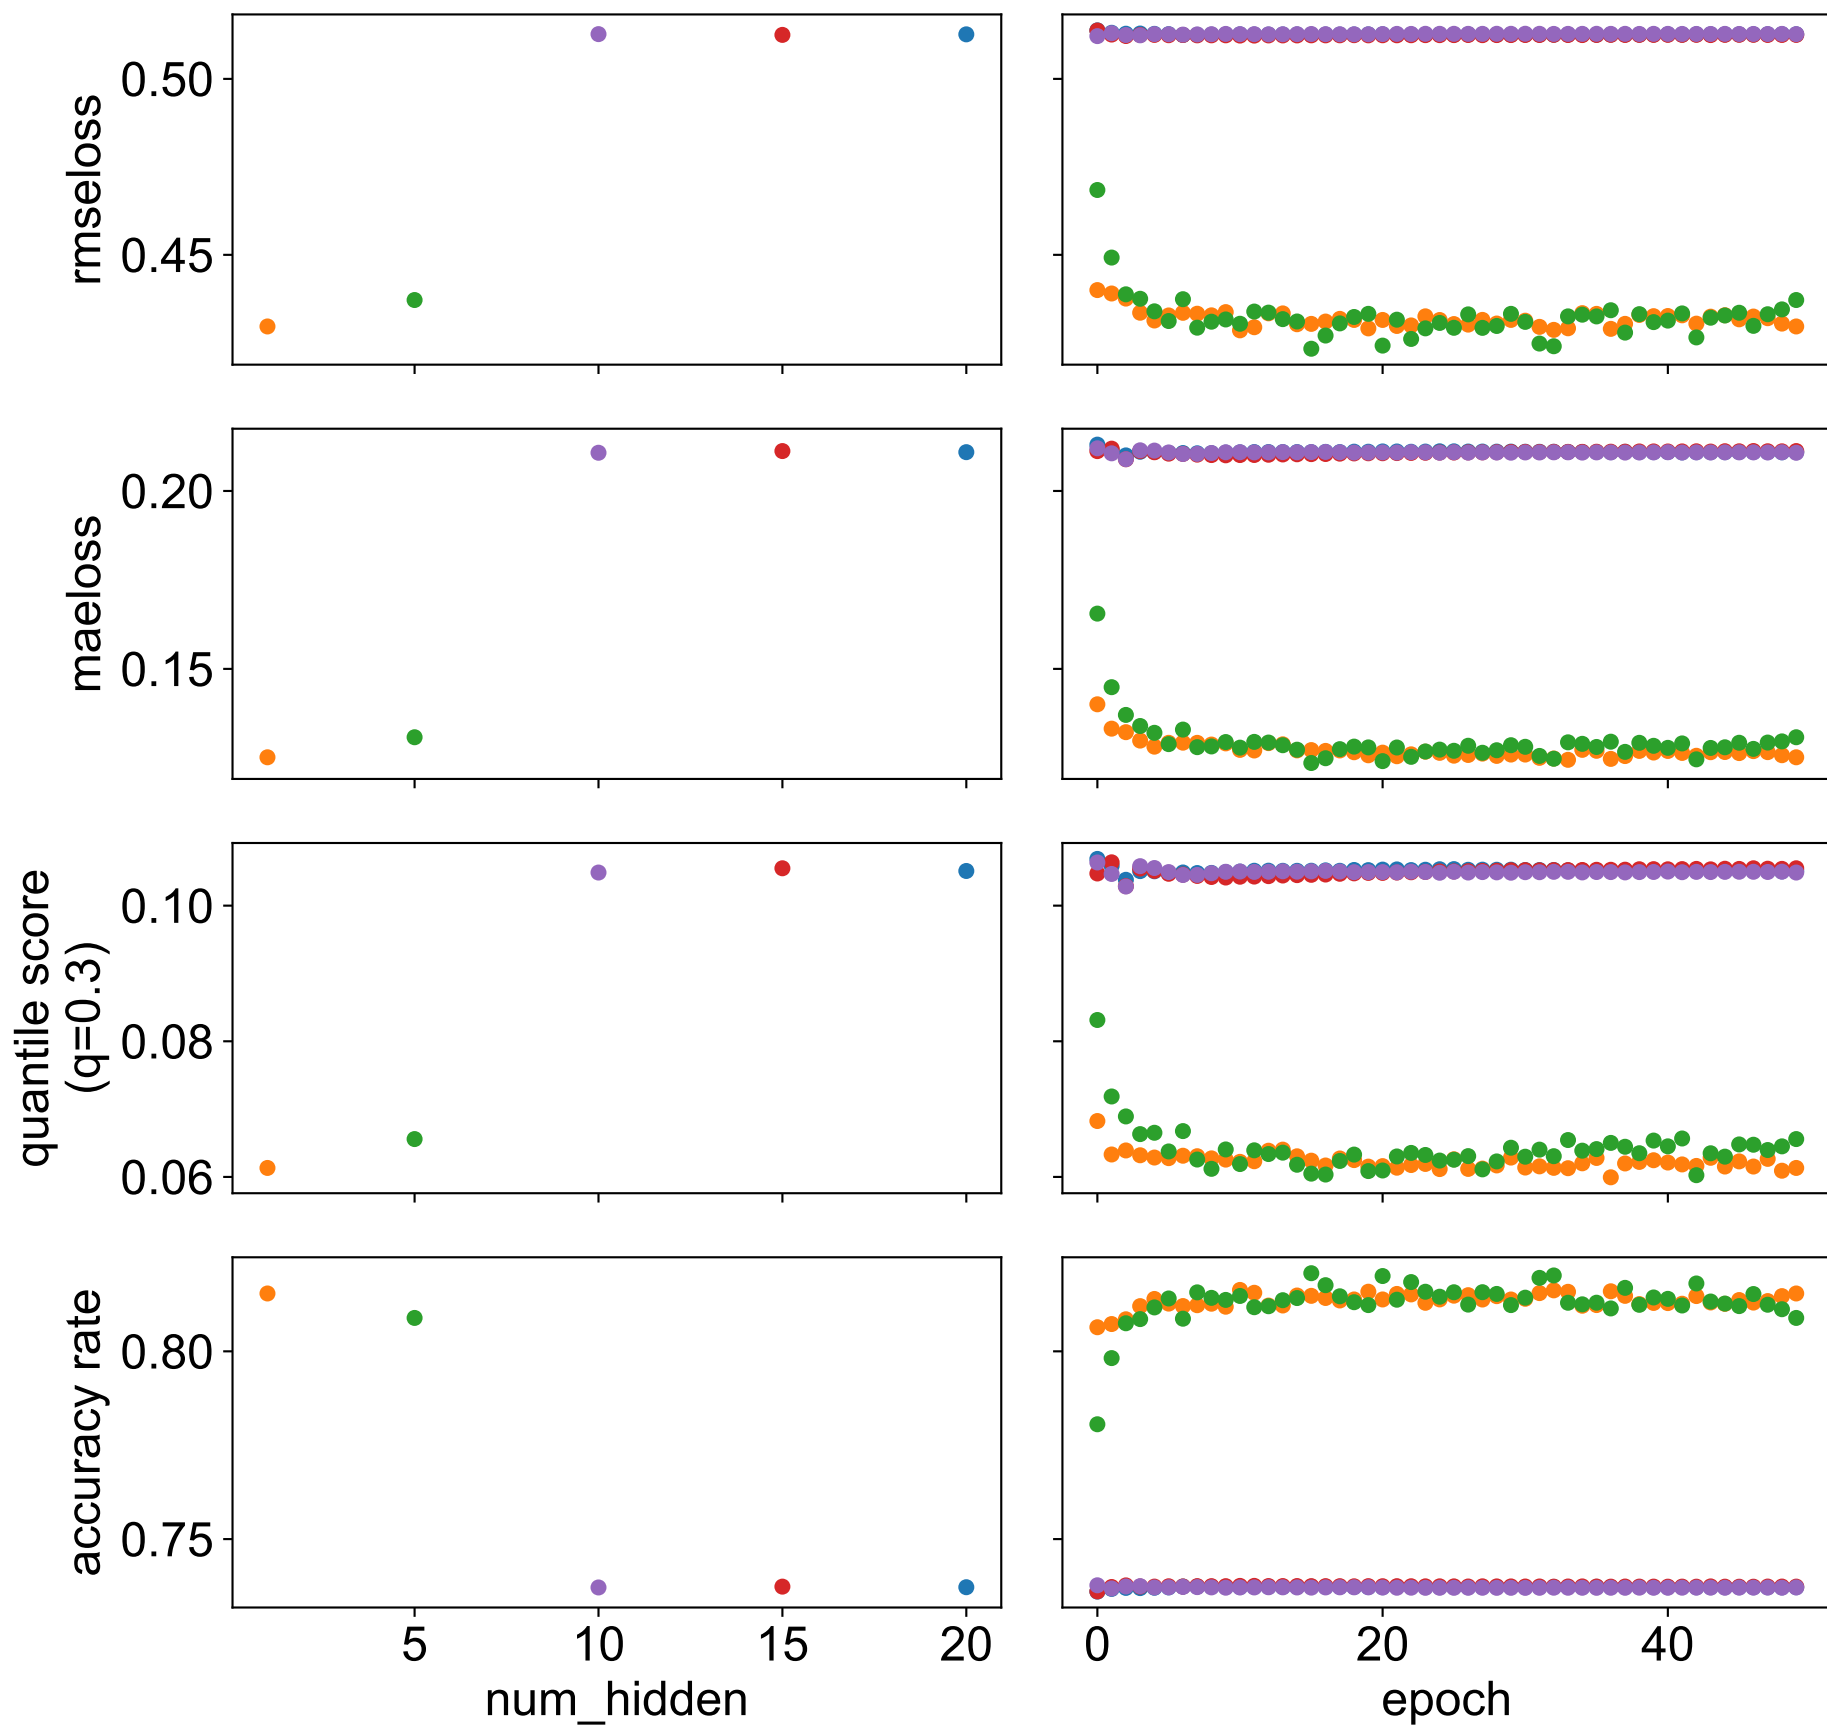 rmseloss
0.50
0.45
maeloss
0.20
0.15
quantile score
(q=0.3)
0.10
0.08
0.06
accuracy rate
0.80
0.75
5 10 15 20
num_hidden
0 20 40
epoch